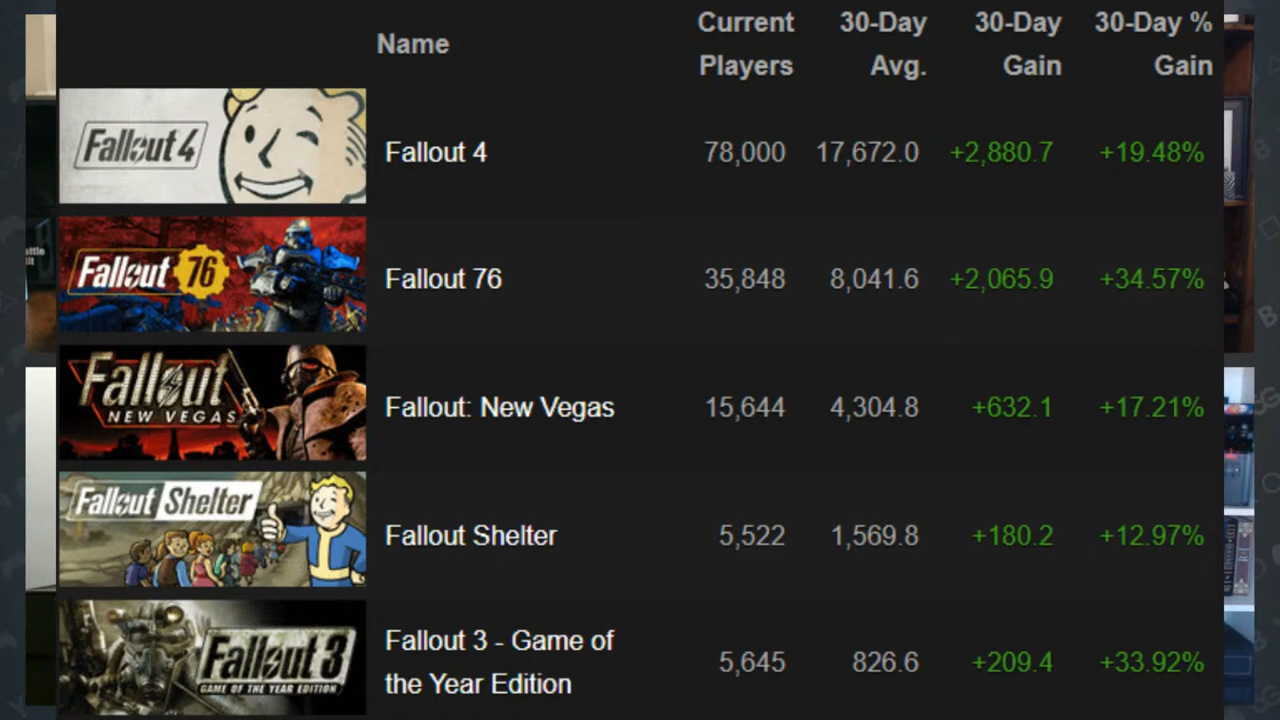 Name
Current Players
30-Day Avg.
30-Day Gain
30-Day % Gain
Fallout 4
Fallout 4
78,000
17,672.0
+2,880.7
+19.48%
Fallout 76
Fallout 76
35,848
8,041.6
+2,065.9
+34.57%
Fallout
NEW VEGAS
Fallout: New Vegas
15,644
4,304.8
+632.1
+17.21%
Fallout Shelter
Fallout Shelter
5,522
1,569.8
+180.2
+12.97%
Fallout 3
GAME OF THE YEAR EDITION
Fallout 3 - Game of
the Year Edition
5,645
826.6
+209.4
+33.92%